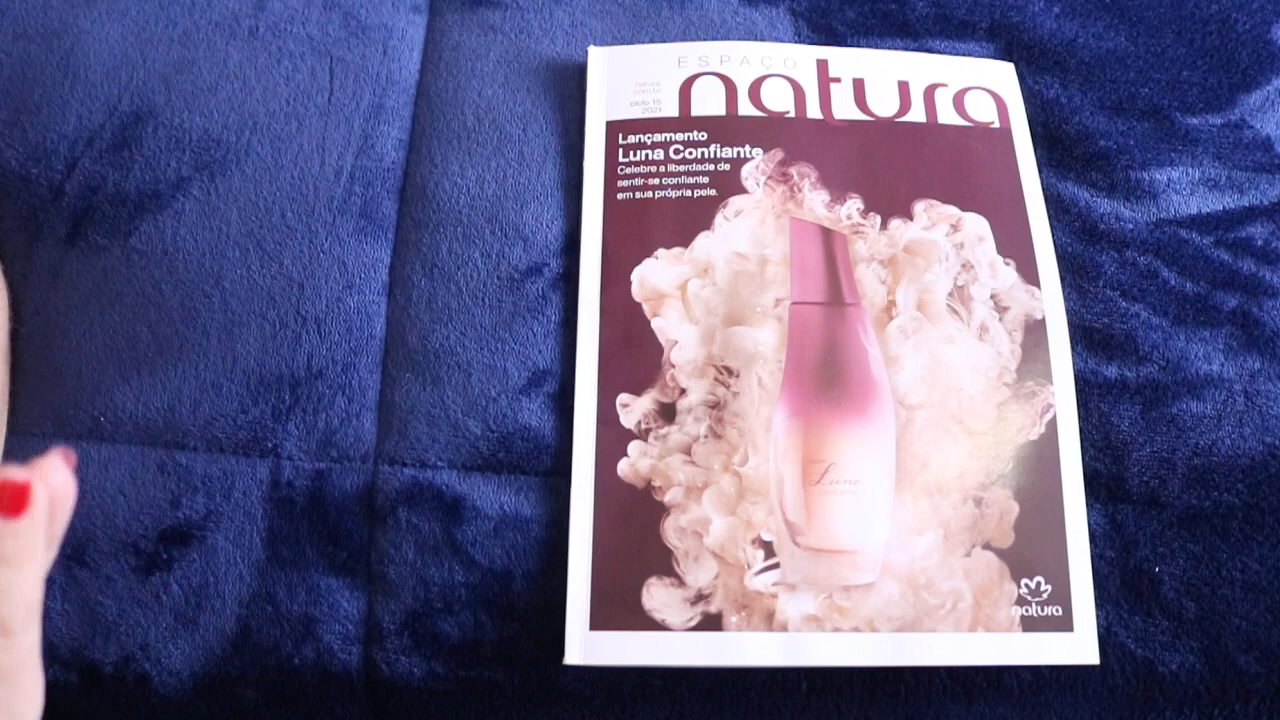 ESPAÇO
natura
natura.
com.br
ciclo 15
2021
Lançamento
Luna Confiante
Celebre a liberdade de
sentir-se confiante
em sua própria pele.
Luna
natura